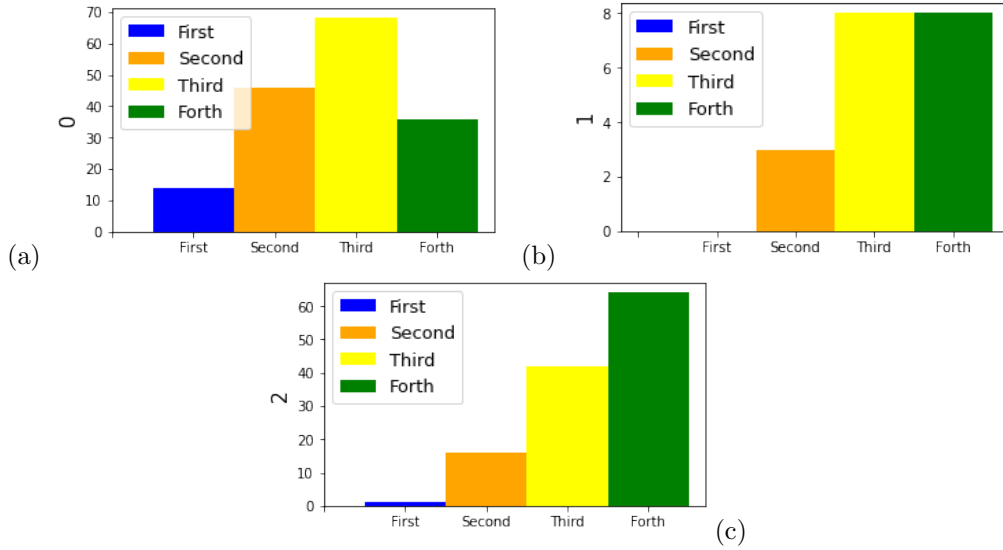 70
60
50
40
30
20
10
0
0
First
Second
Third
Forth
First Second Third Forth
(a)
8
6
4
2
0
1
First
Second
Third
Forth
First Second Third Forth
(b)
60
50
40
30
20
10
0
2
First
Second
Third
Forth
First Second Third Forth
(c)